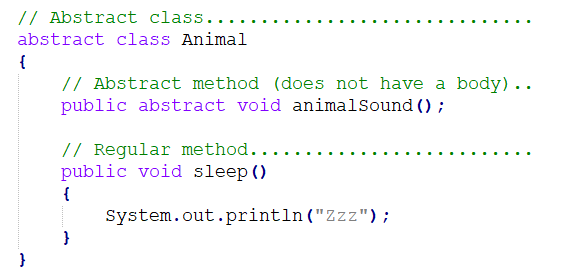 // Abstract class..............................
abstract class Animal
{
    // Abstract method (does not have a body)..
    public abstract void animalSound();

    // Regular method..........................
    public void sleep()
    {
        System.out.println("Zzz");
    }
}